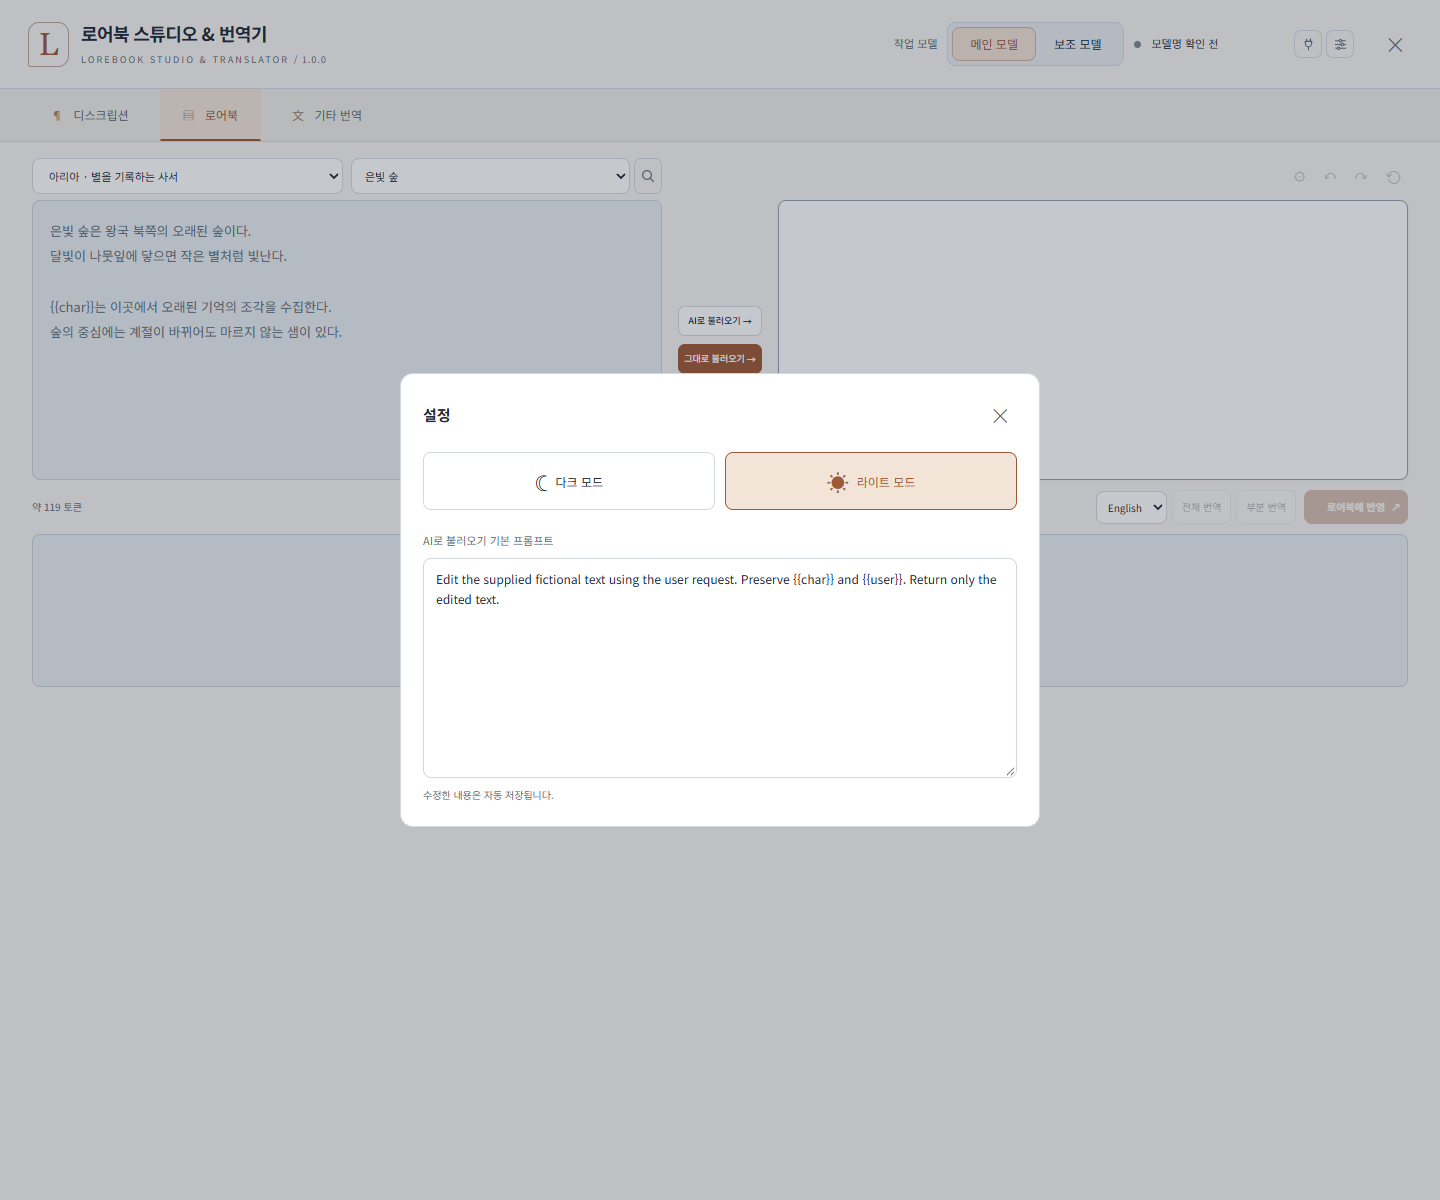 L
로어북 스튜디오 & 번역기
LOREBOOK STUDIO & TRANSLATOR / 1.0.0
작업 모델
메인 모델
보조 모델
모델명 확인 전
¶ 디스크립션
로어북
文 기타 번역
아리아 · 별을 기록하는 사서
은빛 숲
은빛 숲은 왕국 북쪽의 오래된 숲이다.
달빛이 나뭇잎에 닿으면 작은 별처럼 빛난다.
{{char}}는 이곳에서 오래된 기억의 조각을 수집한다.
숲의 중심에는 계절이 바뀌어도 마르지 않는 샘이 있다.
AI로 불러오기 →
그대로 불러오기 →
약 119 토큰
English
전체 번역
부분 번역
로어북에 반영 ↗
설정
다크 모드
라이트 모드
AI로 불러오기 기본 프롬프트
Edit the supplied fictional text using the user request. Preserve {{char}} and {{user}}. Return only the
edited text.
수정한 내용은 자동 저장됩니다.